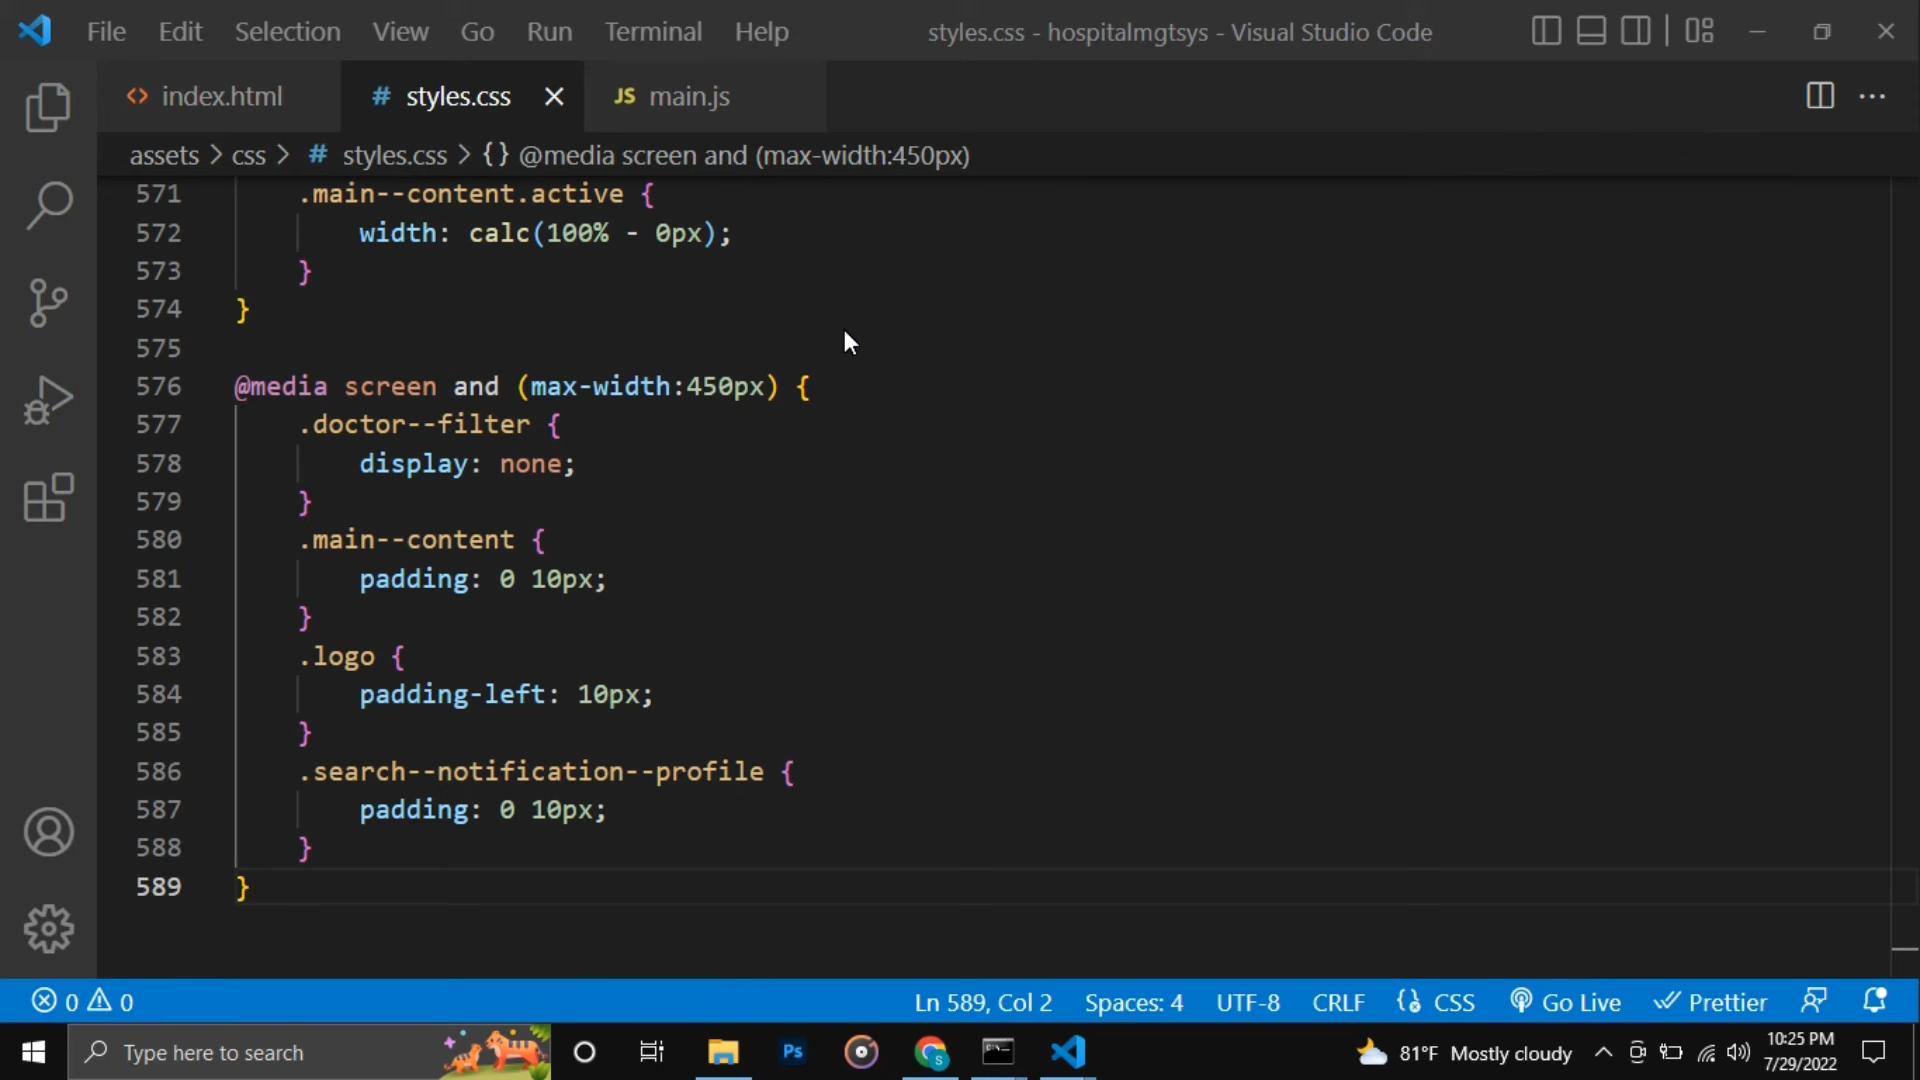 File Edit Selection View Go Run Terminal Help styles.css - hospitalmgtsys - Visual Studio Code
<> index.html # styles.css JS main.js
assets > css > # styles.css > {} @media screen and (max-width:450px)
571 .main--content.active {
572 width: calc(100% - 0px);
573 }
574 }
575
576 @media screen and (max-width:450px) {
577 .doctor--filter {
578 display: none;
579 }
580 .main--content {
581 padding: 0 10px;
582 }
583 .logo {
584 padding-left: 10px;
585 }
586 .search--notification--profile {
587 padding: 0 10px;
588 }
589 }
0 0 Ln 589, Col 2 Spaces: 4 UTF-8 CRLF {} CSS Go Live Prettier
Type here to search Ps 81°F Mostly cloudy 10:25 PM
7/29/2022